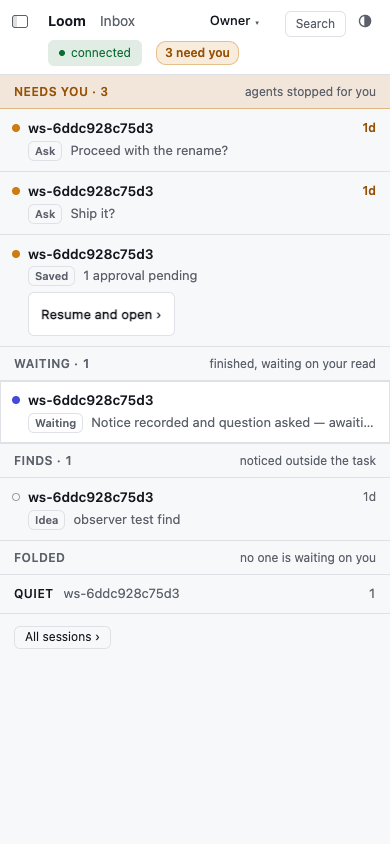 Loom Inbox Owner Search
connected 3 need you
NEEDS YOU · 3 agents stopped for you
ws-6ddc928c75d3 1d
Ask Proceed with the rename?
ws-6ddc928c75d3 1d
Ask Ship it?
ws-6ddc928c75d3
Saved 1 approval pending
Resume and open ›
WAITING · 1 finished, waiting on your read
ws-6ddc928c75d3
Waiting Notice recorded and question asked — awaiti...
FINDS · 1 noticed outside the task
ws-6ddc928c75d3 1d
Idea observer test find
FOLDED no one is waiting on you
QUIET ws-6ddc928c75d3 1
All sessions ›